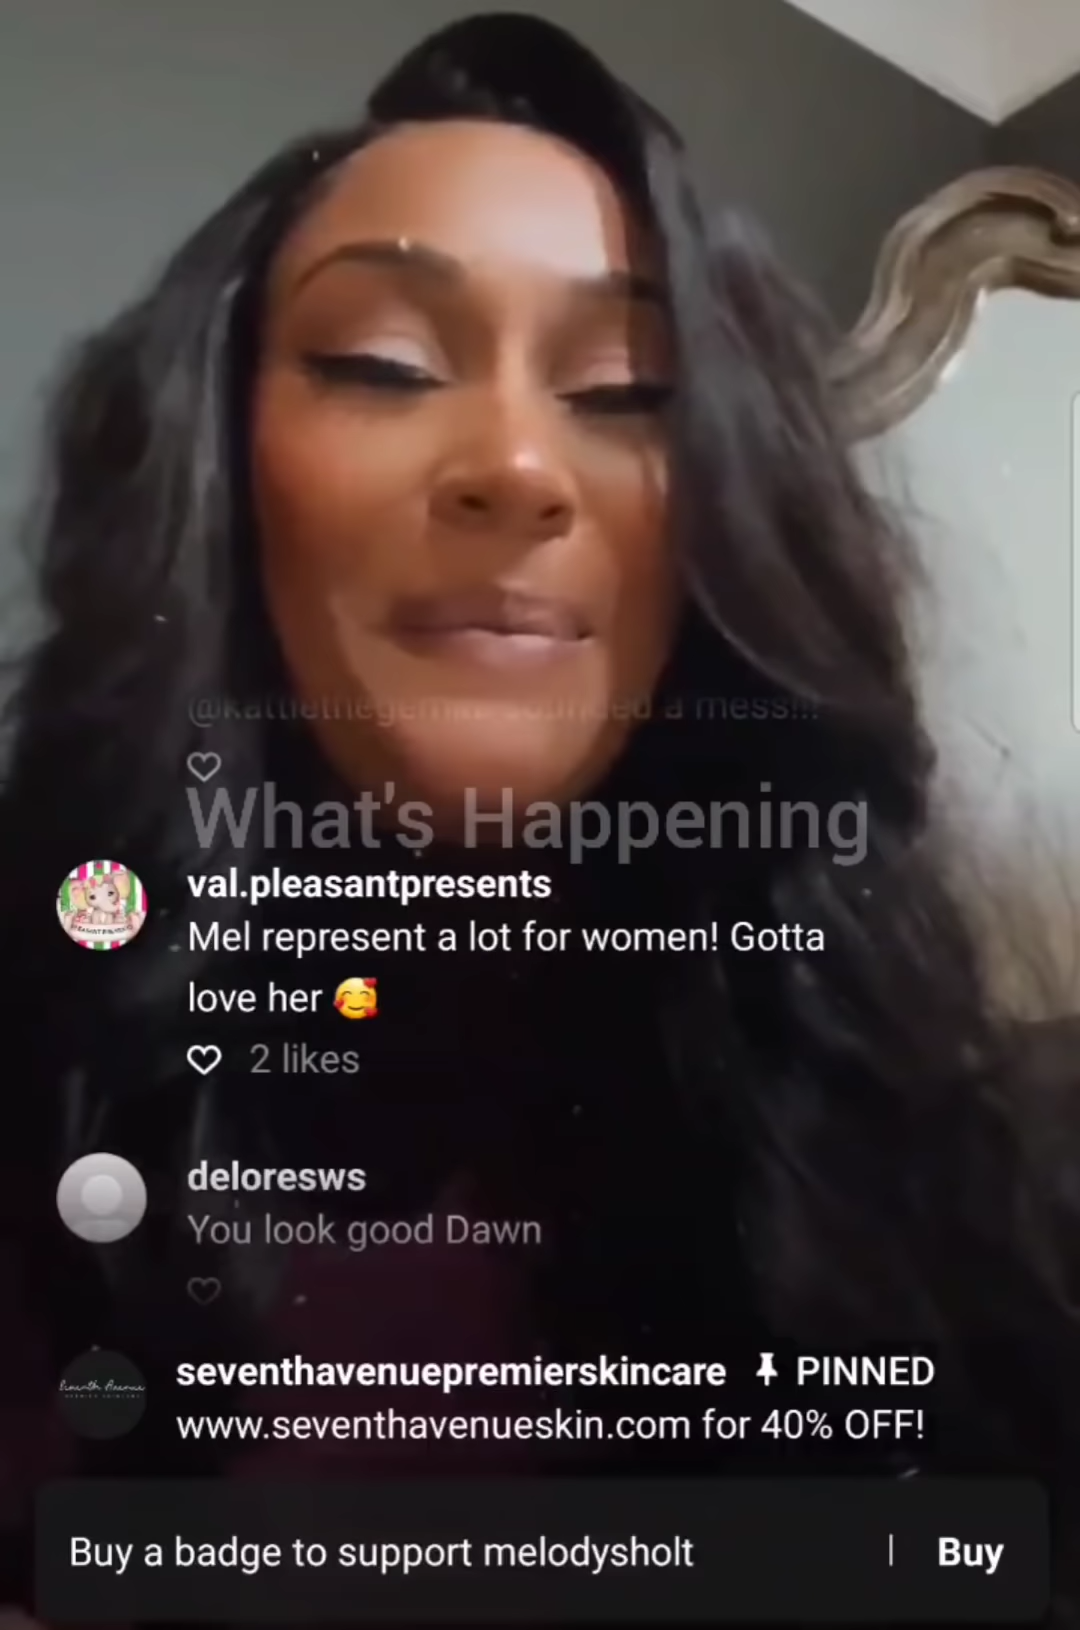 a mess!!!
What's Happening
val.pleasantpresents
Mel represent a lot for women! Gotta
love her 🥰
2 likes
deloresws
You look good Dawn
seventhavenuepremierskincare PINNED
www.seventhavenueskin.com for 40% OFF!
Buy a badge to support melodysholt | Buy